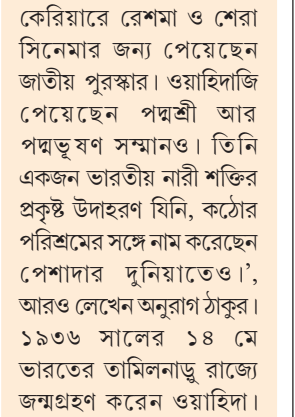 কেরিয়ারে রেশমা ও শেরা
সিনেমার জন্য পেয়েছেন
জাতীয় পুরস্কার। ওয়াহিদাজি
পেয়েছেন পদ্মশ্রী আর
পদ্মভূষণ সম্মানও। তিনি
একজন ভারতীয় নারী শক্তির
প্রকৃষ্ট উদাহরণ যিনি, কঠোর
পরিশ্রমের সঙ্গে নাম করেছেন
পেশাদার দুনিয়াতেও।’,
আরও লেখেন অনুরাগ ঠাকুর।
১৯৩৬ সালের ১৪ মে
ভারতের তামিলনাড়ু রাজ্যে
জন্মগ্রহণ করেন ওয়াহিদা।